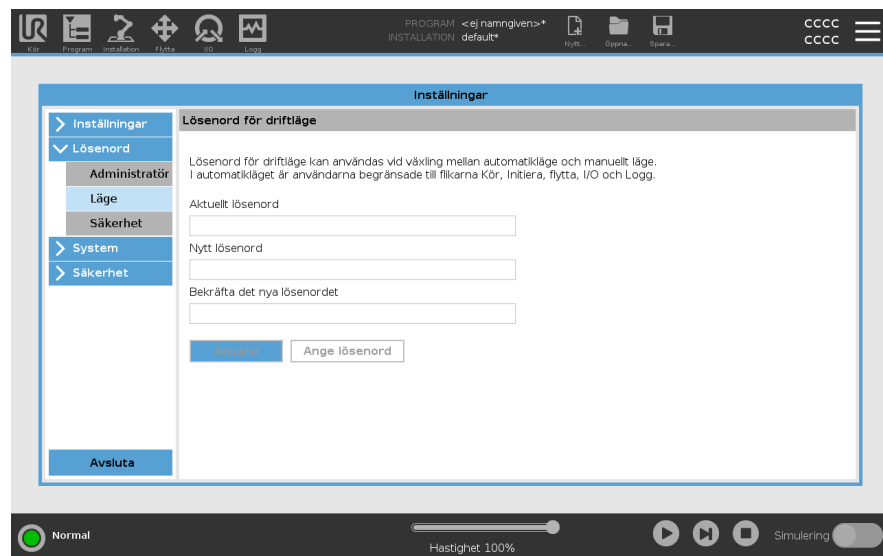 PROGRAM <ej namngiven>*
INSTALLATION default*
CCCC
CCCC
Kör Program Installation Flytta I/O Logg Nytt... Öppna... Spara...
Inställningar
Inställningar
Lösenord
Administratör
Läge
Säkerhet
System
Säkerhet
Avsluta
Lösenord för driftläge
Lösenord för driftläge kan användas vid växling mellan automatikläge och manuellt läge.
I automatikläget är användarna begränsade till flikarna Kör, Initiera, flytta, I/O och Logg.
Aktuellt lösenord
Nytt lösenord
Bekräfta det nya lösenordet
Använd Ange lösenord
Normal
Hastighet 100%
Simulering